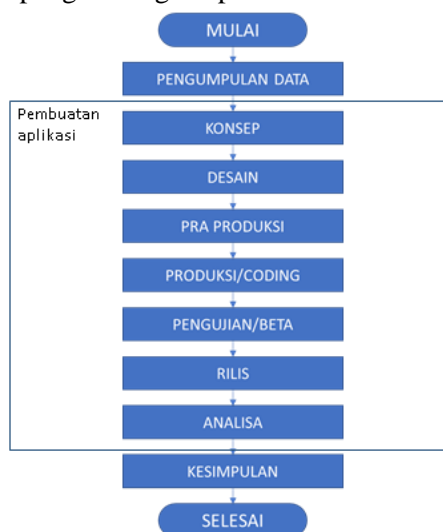 MULAI
PENGUMPULAN DATA
Pembuatan
aplikasi
KONSEP
DESAIN
PRA PRODUKSI
PRODUKSI/CODING
PENGUJIAN/BETA
RILIS
ANALISA
KESIMPULAN
SELESAI